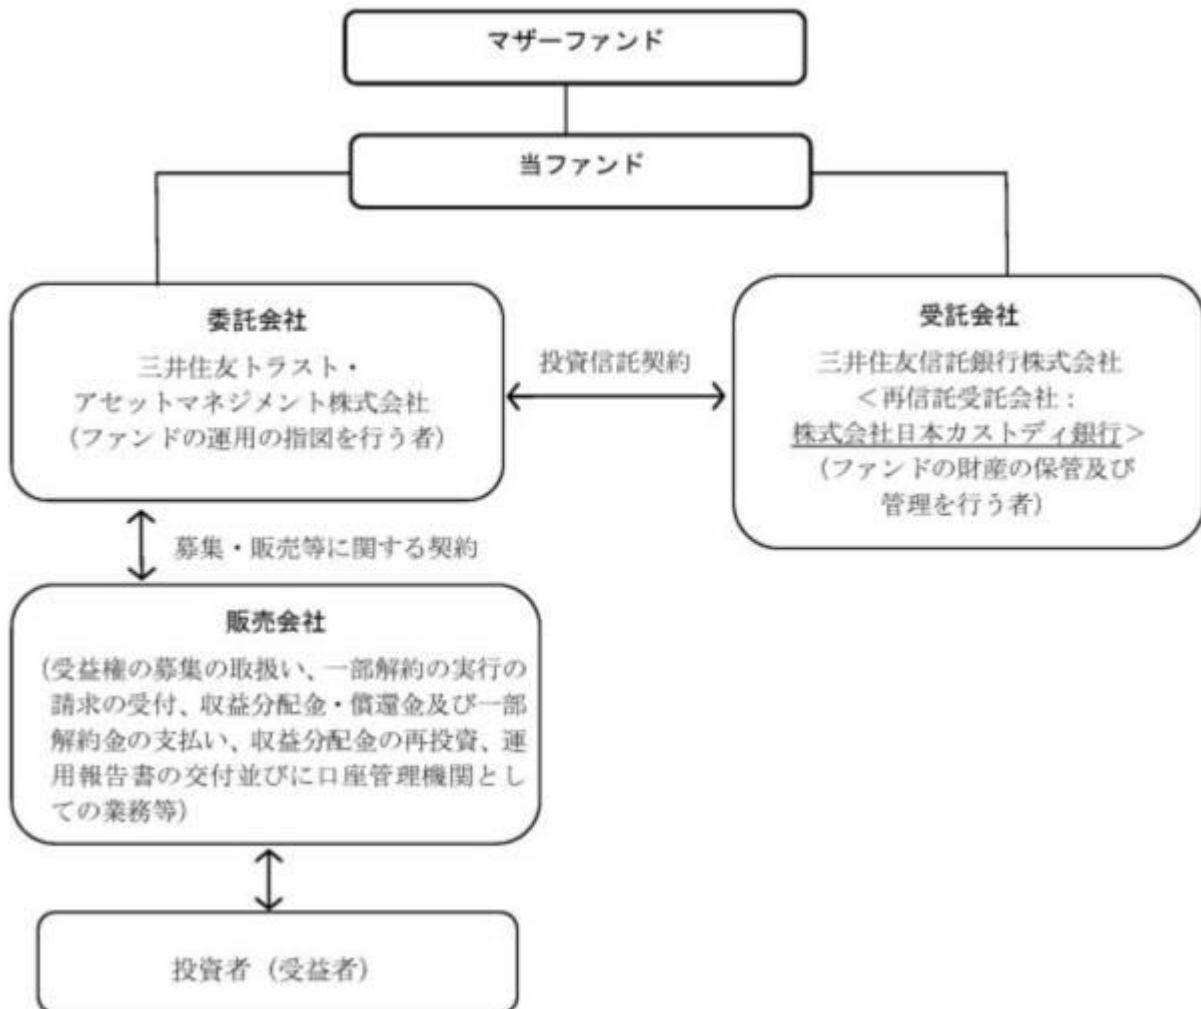 マザーファンド
当ファンド
委託会社
三井住友トラスト・
アセットマネジメント株式会社
（ファンドの運用の指図を行う者）
投資信託契約
受託会社
三井住友信託銀行株式会社
＜再信託受託会社：
株式会社日本カストディ銀行＞
（ファンドの財産の保管及び
管理を行う者）
募集・販売等に関する契約
販売会社
（受益権の募集の取扱い、一部解約の実行の
請求の受付、収益分配金・償還金及び一部
解約金の支払い、収益分配金の再投資、運
用報告書の交付並びに口座管理機関とし
ての業務等）
投資者（受益者）